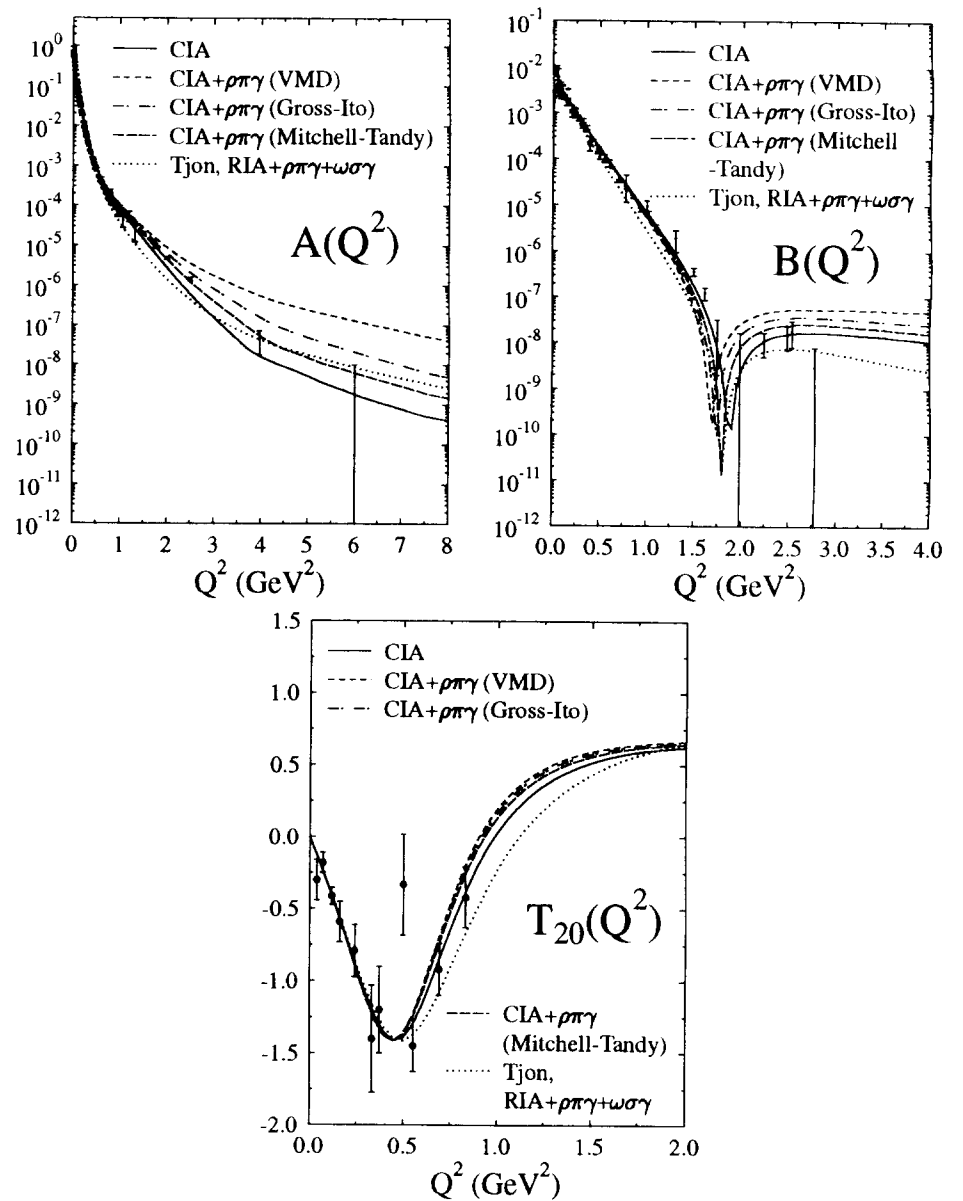 10^0
10^-1
10^-2
10^-3
10^-4
10^-5
10^-6
10^-7
10^-8
10^-9
10^-10
10^-11
10^-12
CIA
CIA+ρπγ (VMD)
CIA+ρπγ (Gross-Ito)
CIA+ρπγ (Mitchell-Tandy)
Tjon, RIA+ρπγ+ωσγ
A(Q^2)
0 1 2 3 4 5 6 7 8
Q^2 (GeV^2)
10^-1
10^-2
10^-3
10^-4
10^-5
10^-6
10^-7
10^-8
10^-9
10^-10
10^-11
10^-12
CIA
CIA+ρπγ (VMD)
CIA+ρπγ (Gross-Ito)
CIA+ρπγ (Mitchell
-Tandy)
Tjon, RIA+ρπγ+ωσγ
B(Q^2)
0.0 0.5 1.0 1.5 2.0 2.5 3.0 3.5 4.0
Q^2 (GeV^2)
1.5
1.0
0.5
0.0
-0.5
-1.0
-1.5
-2.0
CIA
CIA+ρπγ (VMD)
CIA+ρπγ (Gross-Ito)
T_20(Q^2)
CIA+ρπγ
(Mitchell-Tandy)
Tjon,
RIA+ρπγ+ωσγ
0.0 0.5 1.0 1.5 2.0
Q^2 (GeV^2)